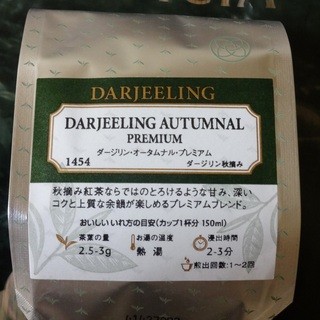 DARJEELING
DARJEELING AUTUMNAL
PREMIUM
ダージリン・オータムナル・プレミアム
1454 ダージリン秋摘み
秋摘み紅茶ならではのとろけるような甘み、深い
コクと上質な余韻が楽しめるプレミアムブレンド。
おいしいいれ方の目安(カップ1杯分 150ml)
茶葉の量 お湯の温度 浸出時間
2.5-3g 熱湯 2-3分
煎出回数:1〜2回